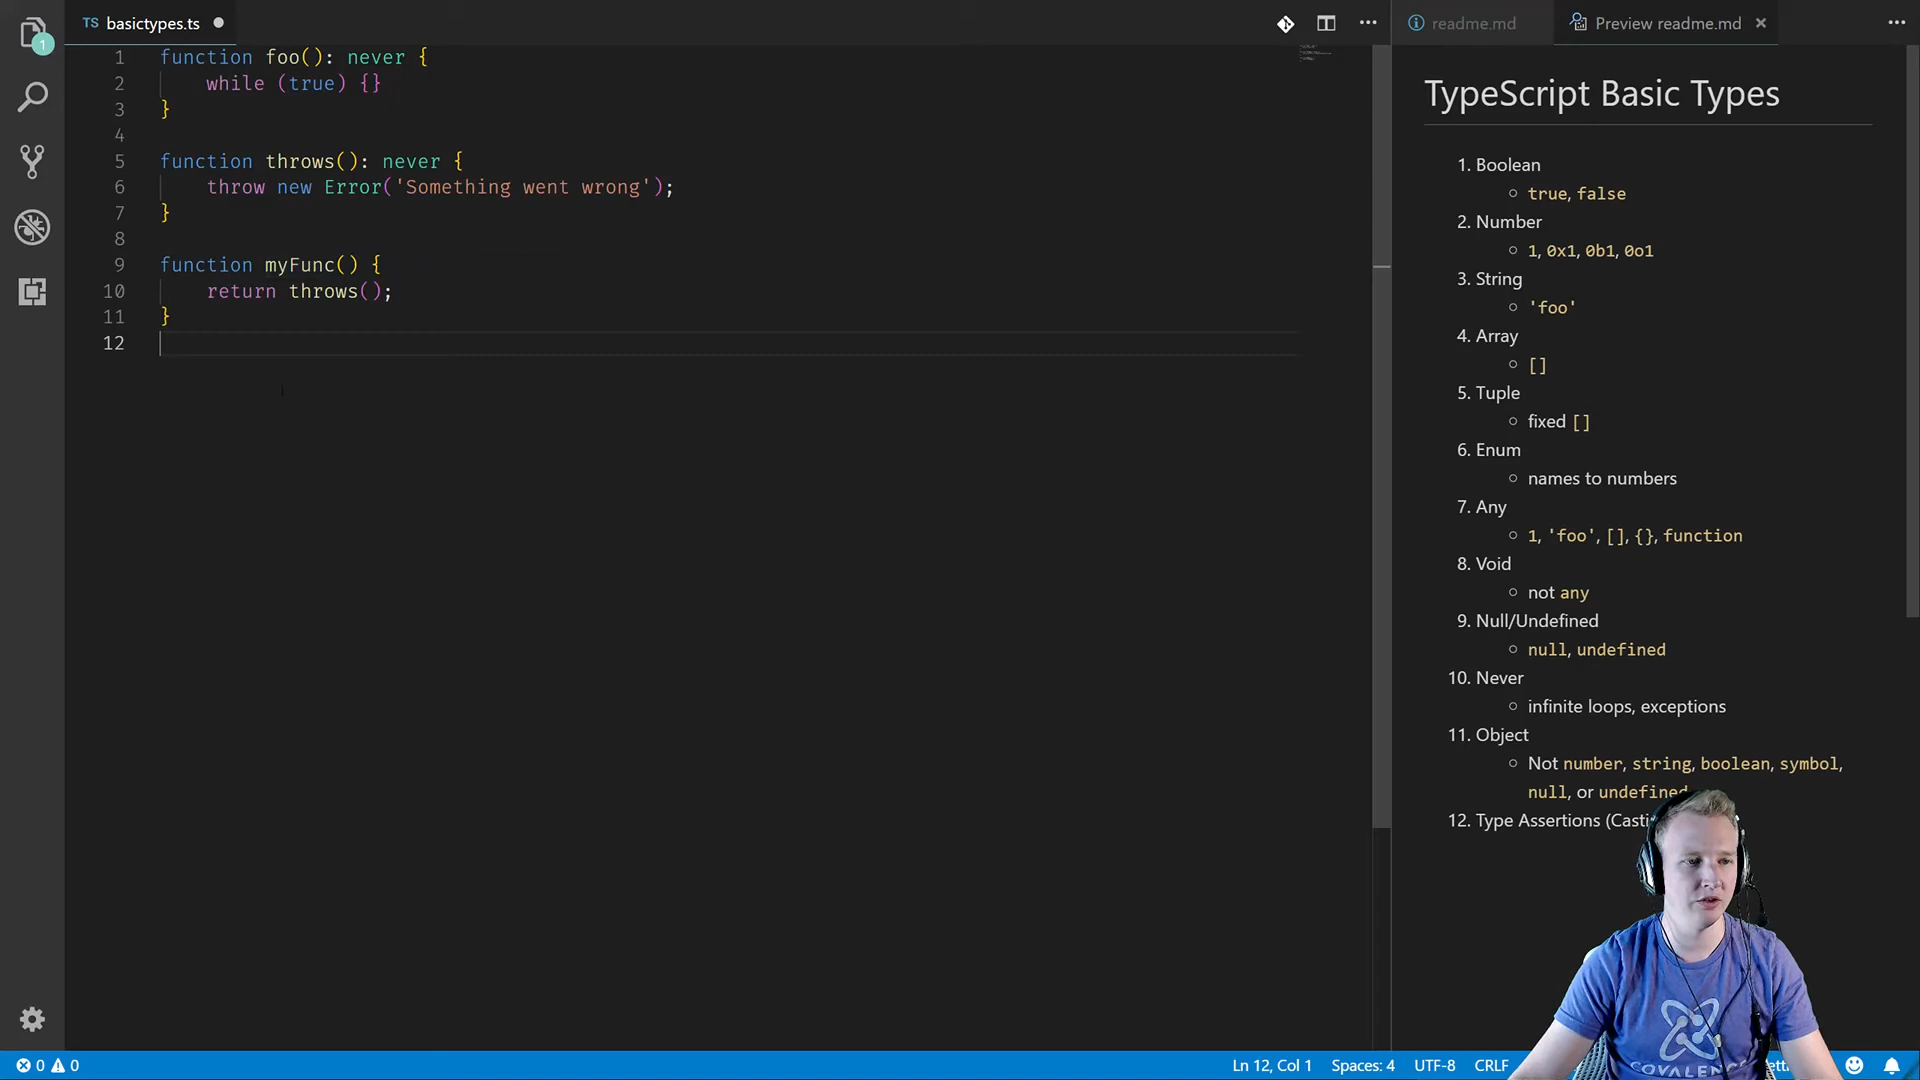 TS basictypes.ts
readme.md
Preview readme.md
1
1 function foo(): never {
2 while (true) {}
3 }
4
5 function throws(): never {
6 throw new Error('Something went wrong');
7 }
8
9 function myFunc() {
10 return throws();
11 }
12
TypeScript Basic Types
1. Boolean
true, false
2. Number
1, 0x1, 0b1, 0o1
3. String
'foo'
4. Array
[]
5. Tuple
fixed []
6. Enum
names to numbers
7. Any
1, 'foo', [], {}, function
8. Void
not any
9. Null/Undefined
null, undefined
10. Never
infinite loops, exceptions
11. Object
Not number, string, boolean, symbol,
null, or undefined
12. Type Assertions (Casti
COVALENC
0 0
Ln 12, Col 1 Spaces: 4 UTF-8 CRLF